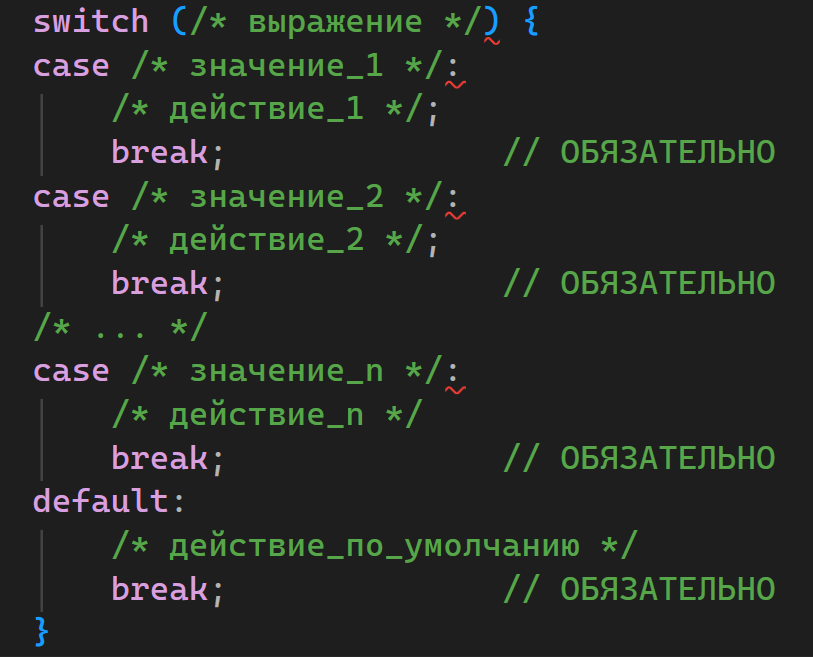 switch (/* выражение */) {
case /* значение_1 */:
    /* действие_1 */;
    break;               // ОБЯЗАТЕЛЬНО
case /* значение_2 */:
    /* действие_2 */;
    break;               // ОБЯЗАТЕЛЬНО
/* ... */
case /* значение_n */:
    /* действие_n */
    break;               // ОБЯЗАТЕЛЬНО
default:
    /* действие_по_умолчанию */
    break;               // ОБЯЗАТЕЛЬНО
}